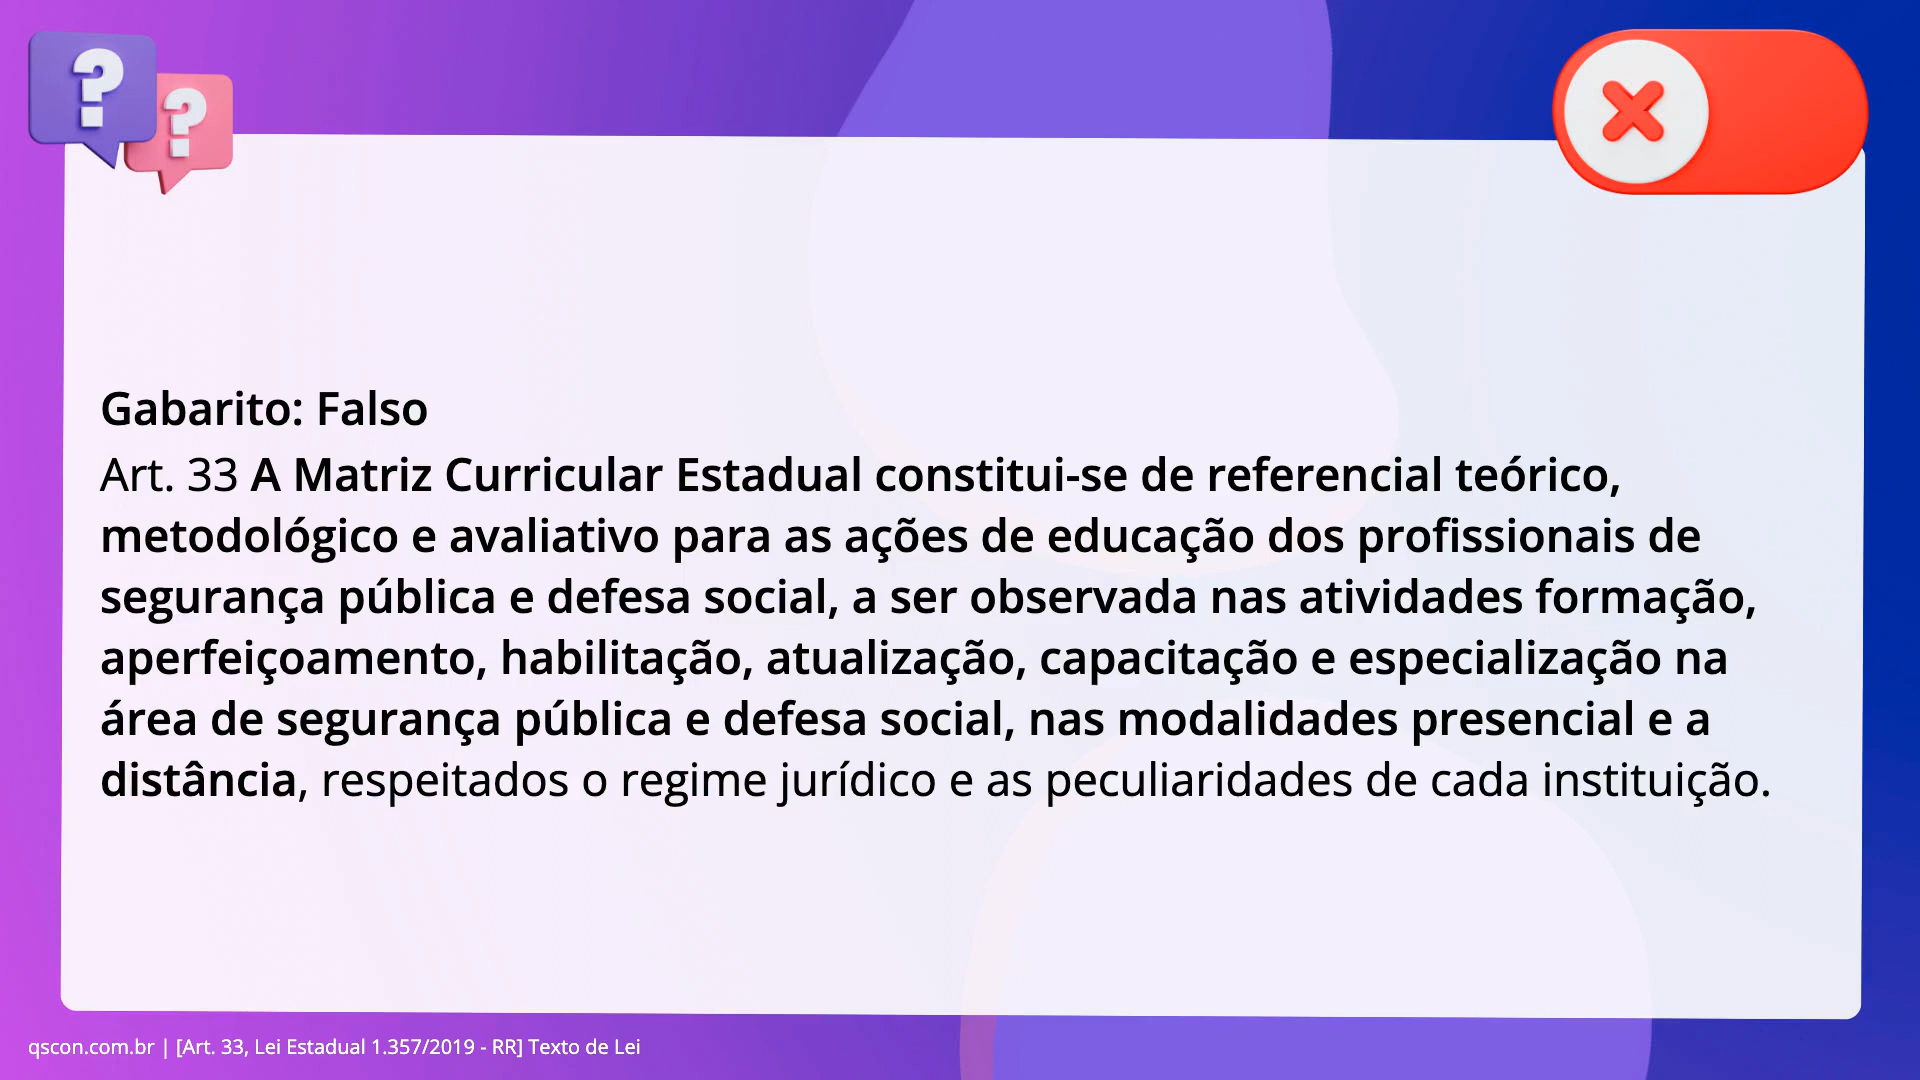 ? ?
Gabarito: Falso
Art. 33 A Matriz Curricular Estadual constitui-se de referencial teórico,
metodológico e avaliativo para as ações de educação dos profissionais de
segurança pública e defesa social, a ser observada nas atividades formação,
aperfeiçoamento, habilitação, atualização, capacitação e especialização na
área de segurança pública e defesa social, nas modalidades presencial e a
distância, respeitados o regime jurídico e as peculiaridades de cada instituição.
qscon.com.br | [Art. 33, Lei Estadual 1.357/2019 - RR] Texto de Lei